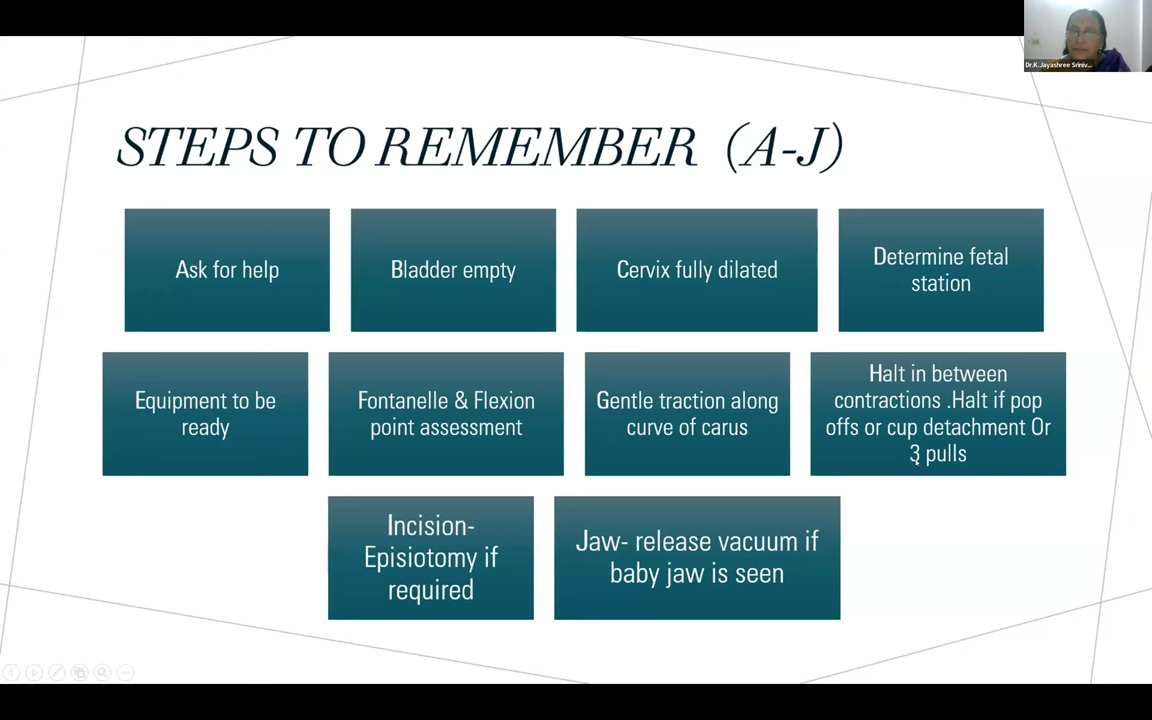 Dr.K.Jayashree Sriniv...
STEPS TO REMEMBER (A-J)
Ask for help
Bladder empty
Cervix fully dilated
Determine fetal
station
Equipment to be
ready
Fontanelle & Flexion
point assessment
Gentle traction along
curve of carus
Halt in between
contractions .Halt if pop
offs or cup detachment Or
3 pulls
Incision-
Episiotomy if
required
Jaw- release vacuum if
baby jaw is seen